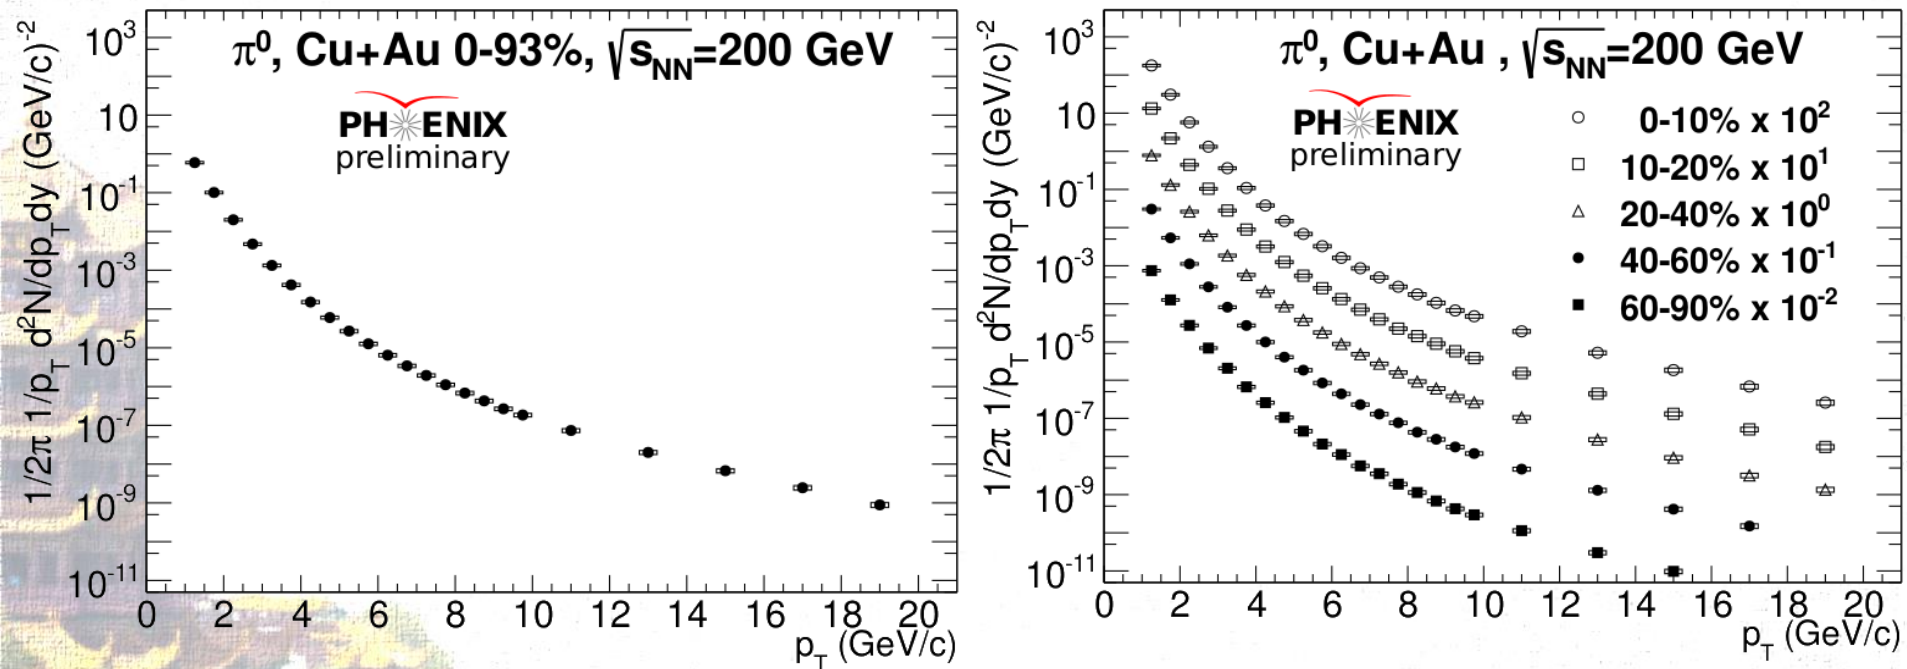 π⁰, Cu+Au 0-93%, √sNN=200 GeV
PHENIX
preliminary
1/2π 1/pT d²N/dpTdy (GeV/c)⁻²
10³
10
10⁻¹
10⁻³
10⁻⁵
10⁻⁷
10⁻⁹
10⁻¹¹
0 2 4 6 8 10 12 14 16 18 20
pT (GeV/c)
π⁰, Cu+Au , √sNN=200 GeV
PHENIX
preliminary
0-10% x 10²
10-20% x 10¹
20-40% x 10⁰
40-60% x 10⁻¹
60-90% x 10⁻²
1/2π 1/pT d²N/dpTdy (GeV/c)⁻²
10³
10
10⁻¹
10⁻³
10⁻⁵
10⁻⁷
10⁻⁹
10⁻¹¹
0 2 4 6 8 10 12 14 16 18 20
pT (GeV/c)